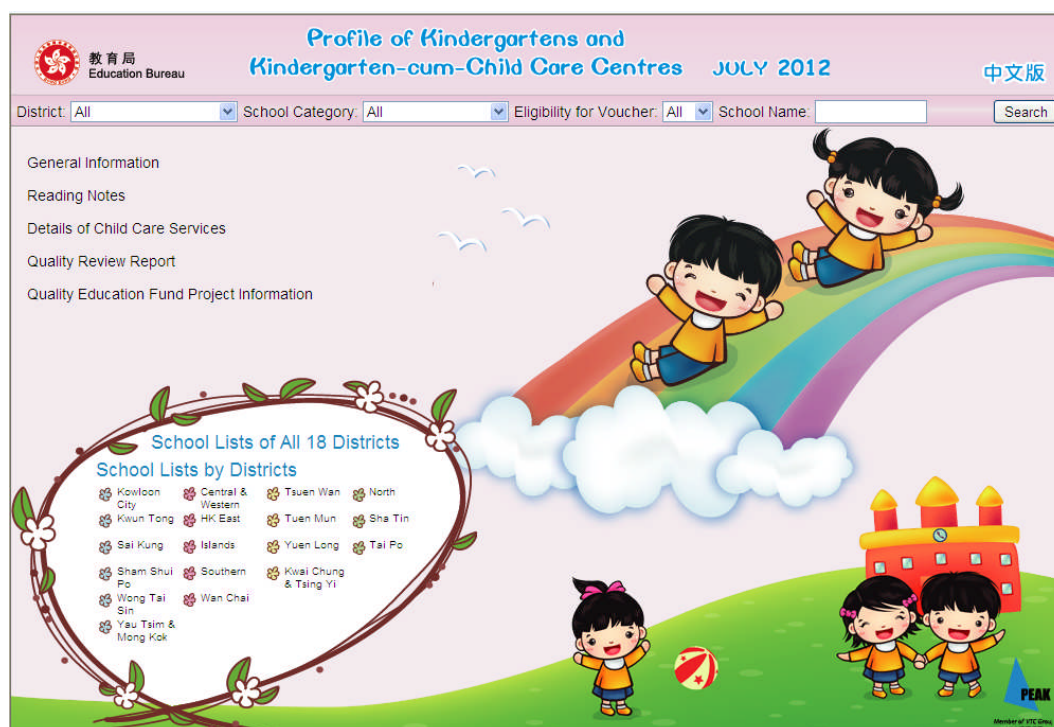 教育局
Education Bureau
Profile of Kindergartens and
Kindergarten-cum-Child Care Centres JULY 2012
中文版
District: All School Category: All Eligibility for Voucher: All School Name: Search
General Information
Reading Notes
Details of Child Care Services
Quality Review Report
Quality Education Fund Project Information
School Lists of All 18 Districts
School Lists by Districts
Kowloon City
Central & Western
Tsuen Wan
North
Kwun Tong
HK East
Tuen Mun
Sha Tin
Sai Kung
Islands
Yuen Long
Tai Po
Sham Shui Po
Southern
Kwai Chung & Tsing Yi
Wong Tai Sin
Wan Chai
Yau Tsim & Mong Kok
PEAK
Member of VTC Group